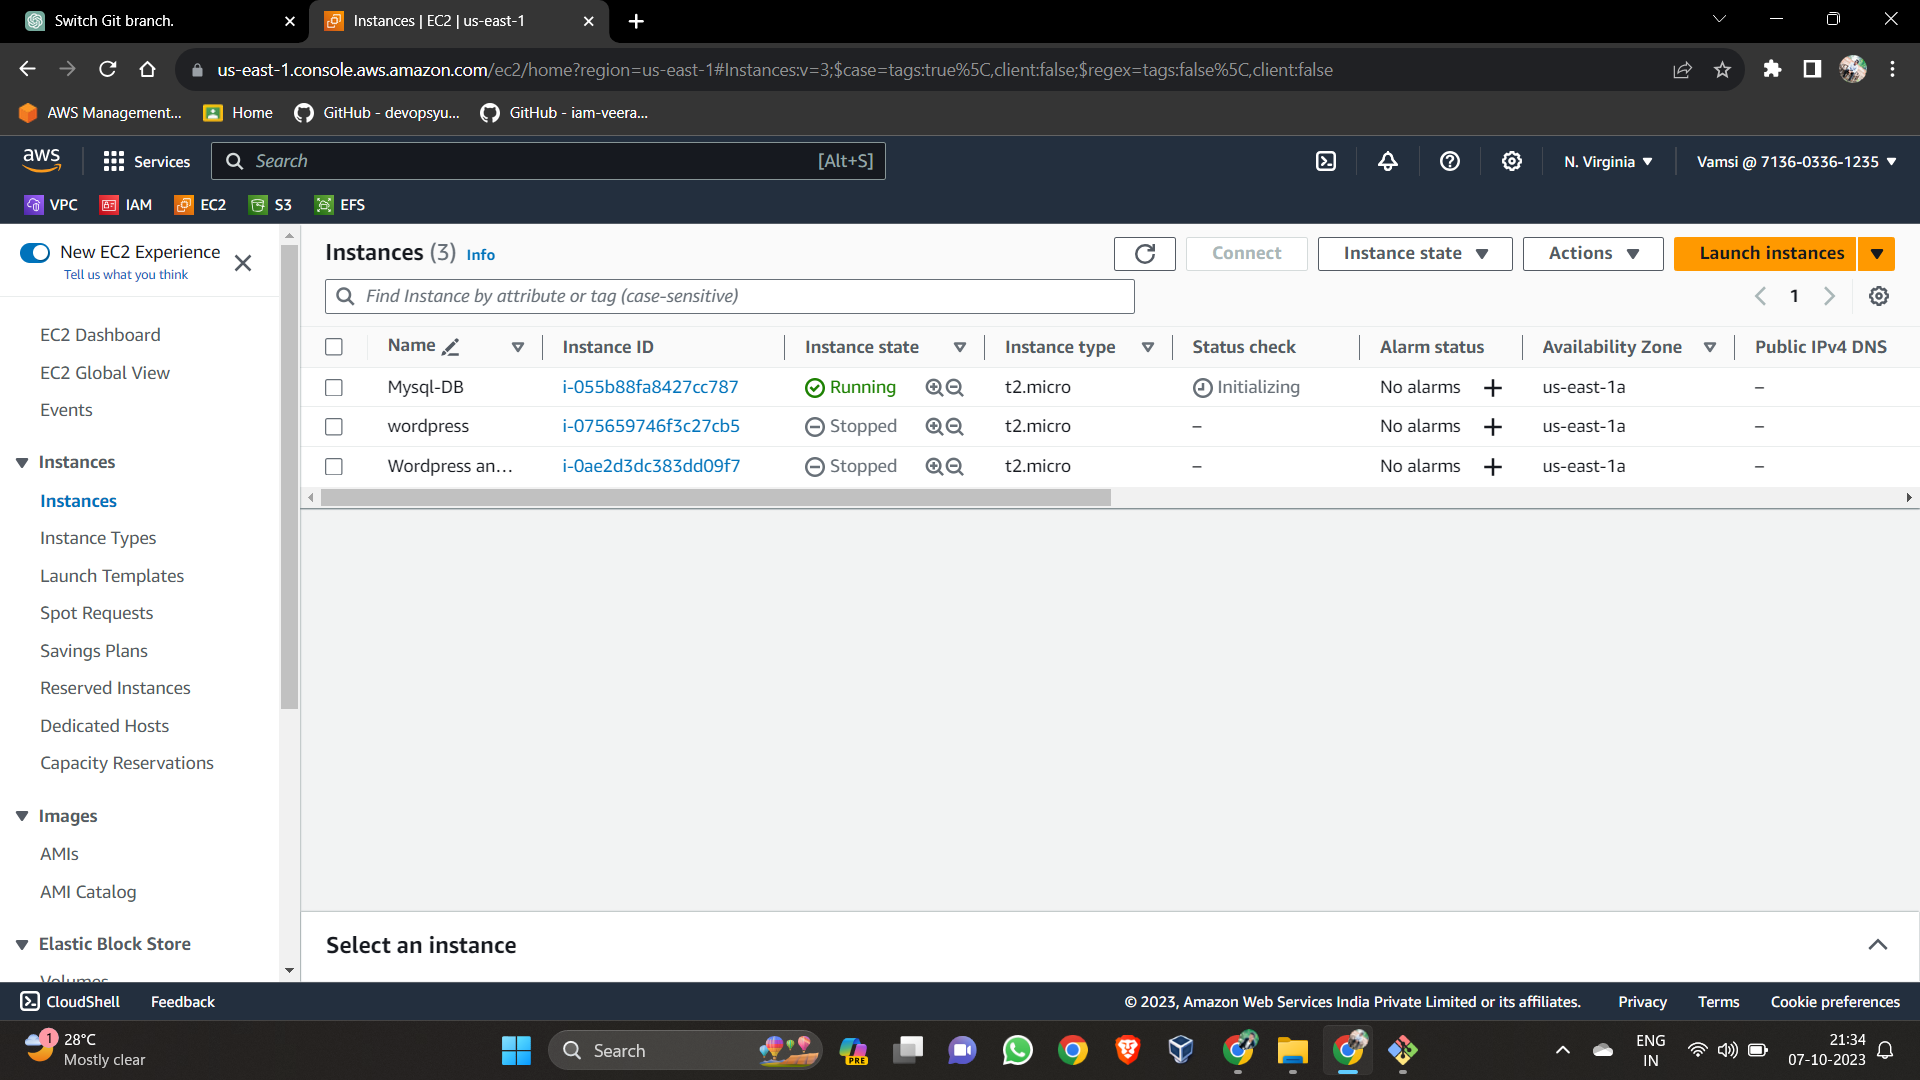 Switch Git branch.
Instances | EC2 | us-east-1
us-east-1.console.aws.amazon.com/ec2/home?region=us-east-1#Instances:v=3;$case=tags:true%5C,client:false;$regex=tags:false%5C,client:false
AWS Management... Home GitHub - devopsyu... GitHub - iam-veera...
aws Services Search [Alt+S] N. Virginia Vamsi @ 7136-0336-1235
VPC IAM EC2 S3 EFS
New EC2 Experience
Tell us what you think
EC2 Dashboard
EC2 Global View
Events
Instances
Instances
Instance Types
Launch Templates
Spot Requests
Savings Plans
Reserved Instances
Dedicated Hosts
Capacity Reservations
Images
AMIs
AMI Catalog
Elastic Block Store
Volumes
Instances (3) Info
Connect Instance state Actions Launch instances
Find Instance by attribute or tag (case-sensitive)
1
Name Instance ID Instance state Instance type Status check Alarm status Availability Zone Public IPv4 DNS
Mysql-DB i-055b88fa8427cc787 Running t2.micro Initializing No alarms us-east-1a –
wordpress i-075659746f3c27cb5 Stopped t2.micro – No alarms us-east-1a –
Wordpress an... i-0ae2d3dc383dd09f7 Stopped t2.micro – No alarms us-east-1a –
Select an instance
CloudShell Feedback © 2023, Amazon Web Services India Private Limited or its affiliates. Privacy Terms Cookie preferences
1
28°C
Mostly clear
Search
PRE
ENG
IN
21:34
07-10-2023